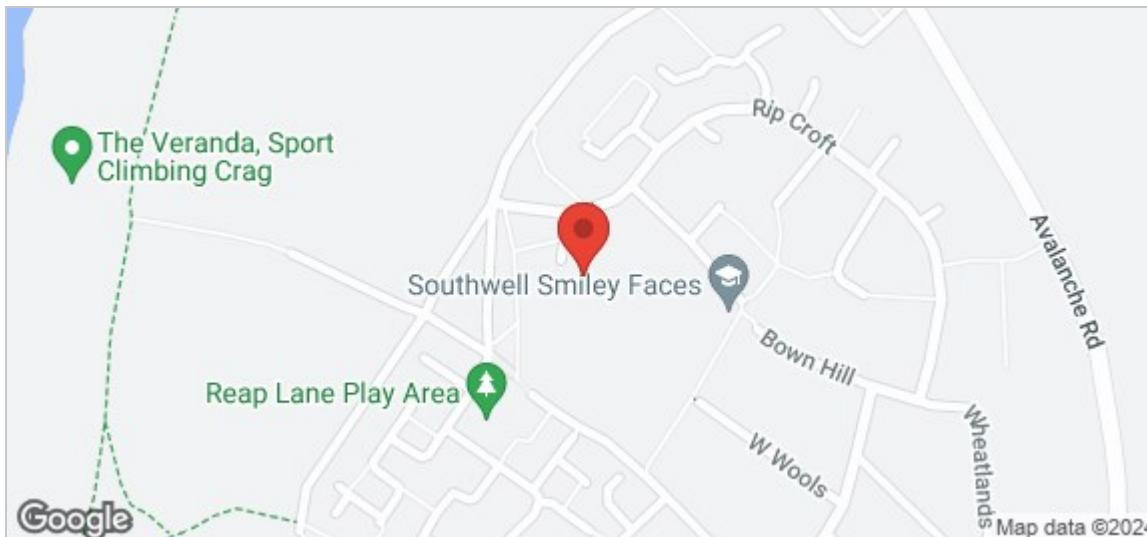 The Veranda, Sport
Climbing Crag
Rip Croft
Avalanche Rd
Southwell Smiley Faces
Bown Hill
Reap Lane Play Area
W Wools
Wheatlands
Google
Map data ©2024